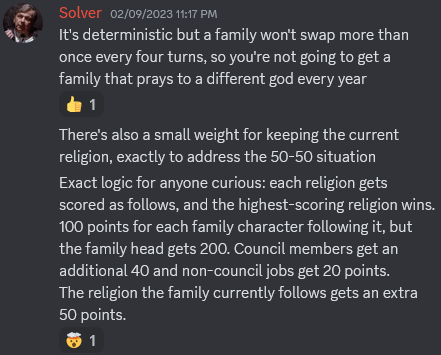 Solver 02/09/2023 11:17 PM
It's deterministic but a family won't swap more than
once every four turns, so you're not going to get a
family that prays to a different god every year
1
There's also a small weight for keeping the current
religion, exactly to address the 50-50 situation
Exact logic for anyone curious: each religion gets
scored as follows, and the highest-scoring religion wins.
100 points for each family character following it, but
the family head gets 200. Council members get an
additional 40 and non-council jobs get 20 points.
The religion the family currently follows gets an extra
50 points.
1